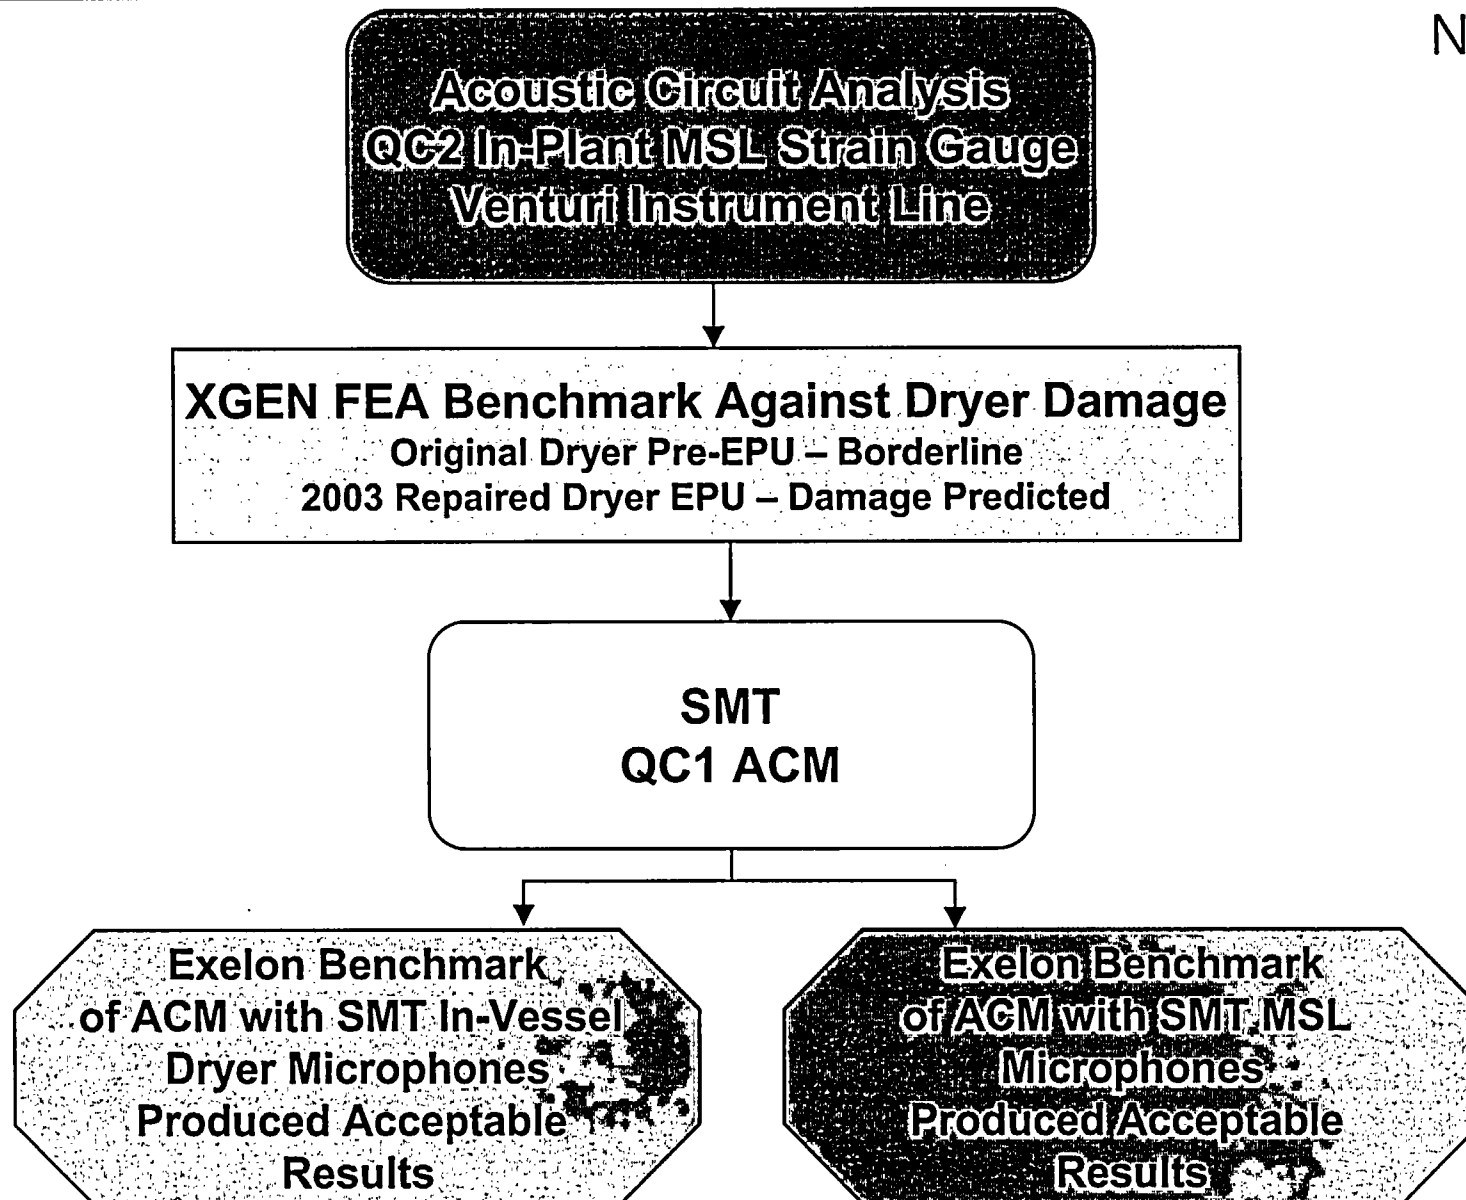 N
Acoustic Circuit Analysis
QC2 In-Plant MSL Strain Gauge
Venturi Instrument Line
XGEN FEA Benchmark Against Dryer Damage
Original Dryer Pre-EPU – Borderline
2003 Repaired Dryer EPU – Damage Predicted
SMT
QC1 ACM
Exelon Benchmark
of ACM with SMT In-Vessel
Dryer Microphones
Produced Acceptable
Results
Exelon Benchmark
of ACM with SMT MSL
Microphones
Produced Acceptable
Results